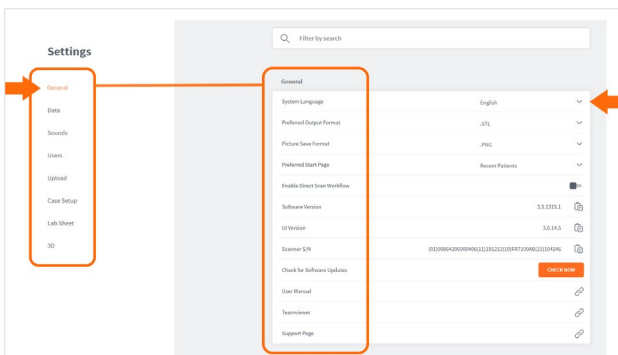 Filter by search
Settings
General
Data
Sounds
Users
Upload
Case Setup
Lab Sheet
3D
General
System Language English
Preferred Output Format .STL
Picture Save Format .PNG
Preferred Start Page Recent Patients
Enable Direct Scan Workflow
Software Version 3.5.1315.1
UI Version 3.0.14.5
Scanner S/N
Check for Software Updates CHECK NOW
User Manual
Teamviewer
Support Page